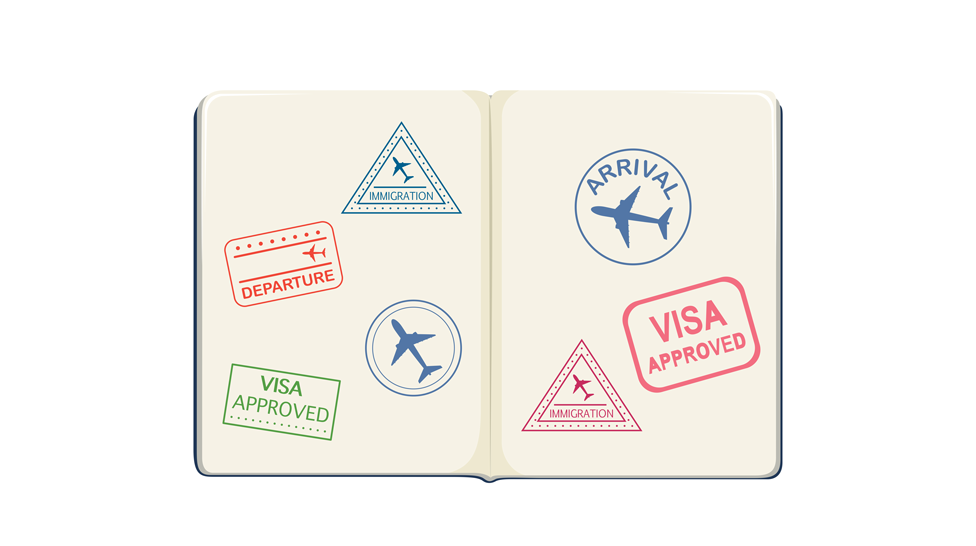 IMMIGRATION
DEPARTURE
VISA
APPROVED
ARRIVAL
VISA
APPROVED
IMMIGRATION